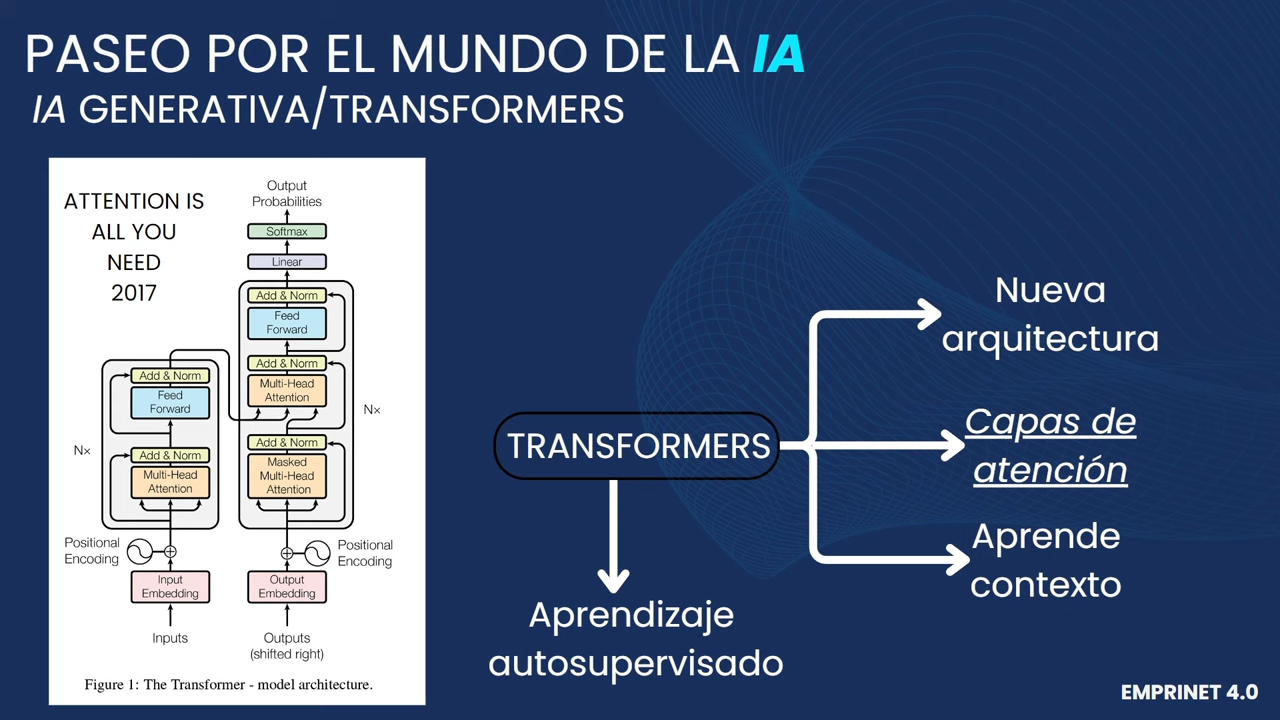 PASEO POR EL MUNDO DE LA IA
IA GENERATIVA/TRANSFORMERS
ATTENTION IS
ALL YOU
NEED
2017
Output
Probabilities
Softmax
Linear
Add & Norm
Feed
Forward
Add & Norm
Multi-Head
Attention
Nx
Add & Norm
Masked
Multi-Head
Attention
Add & Norm
Feed
Forward
Nx
Add & Norm
Multi-Head
Attention
Positional
Encoding
Positional
Encoding
Input
Embedding
Output
Embedding
Inputs
Outputs
(shifted right)
Figure 1: The Transformer - model architecture.
TRANSFORMERS
Nueva
arquitectura
Capas de
atención
Aprende
contexto
Aprendizaje
autosupervisado
EMPRINET 4.0